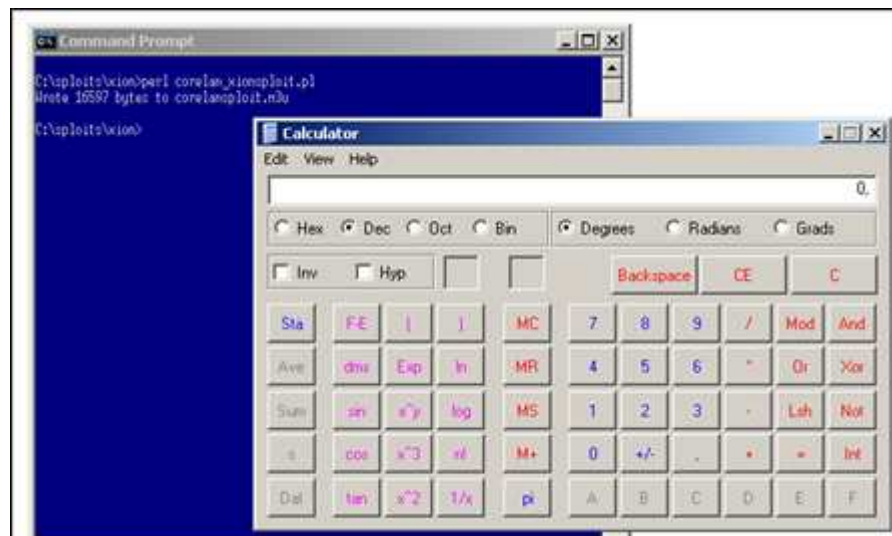 Command Prompt
C:\sploits\xion>perl corelan_xionsploit.pl
Wrote 16597 bytes to corelansploit.m3u
C:\sploits\xion>
Calculator
Edit View Help
0,
Hex Dec Oct Bin Degrees Radians Grads
Inv Hyp Backspace CE C
Sta F-E ( ) MC 7 8 9 / Mod And
Ave dms Exp ln MR 4 5 6 * Or Xor
Sum sin x^y log MS 1 2 3 - Lsh Not
s cos x^3 n! M+ 0 +/- , + = Int
Dat tan x^2 1/x pi A B C D E F